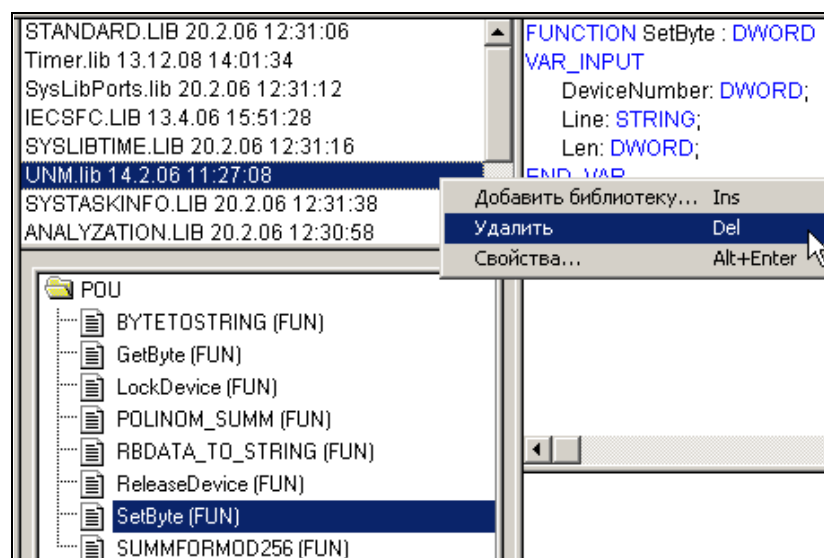 STANDARD.LIB 20.2.06 12:31:06
Timer.lib 13.12.08 14:01:34
SysLibPorts.lib 20.2.06 12:31:12
IECSFC.LIB 13.4.06 15:51:28
SYSLIBTIME.LIB 20.2.06 12:31:16
UNM.lib 14.2.06 11:27:08
SYSTASKINFO.LIB 20.2.06 12:31:38
ANALYZATION.LIB 20.2.06 12:30:58
FUNCTION SetByte : DWORD
VAR_INPUT
DeviceNumber: DWORD;
Line: STRING;
Len: DWORD;
END_VAR
Добавить библиотеку... Ins
Удалить Del
Свойства... Alt+Enter
POU
BYTETOSTRING (FUN)
GetByte (FUN)
LockDevice (FUN)
POLINOM_SUMM (FUN)
RBDATA_TO_STRING (FUN)
ReleaseDevice (FUN)
SetByte (FUN)
SUMMFORMOD256 (FUN)